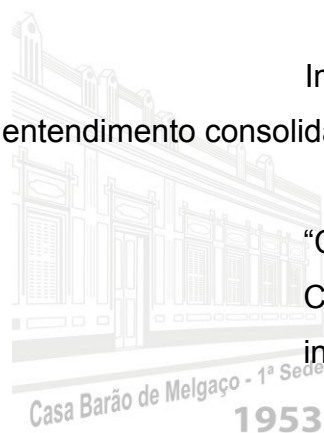 In
entendimento consolida
“C
C
in
Casa Barão de Melgaço - 1ª Sede
1953